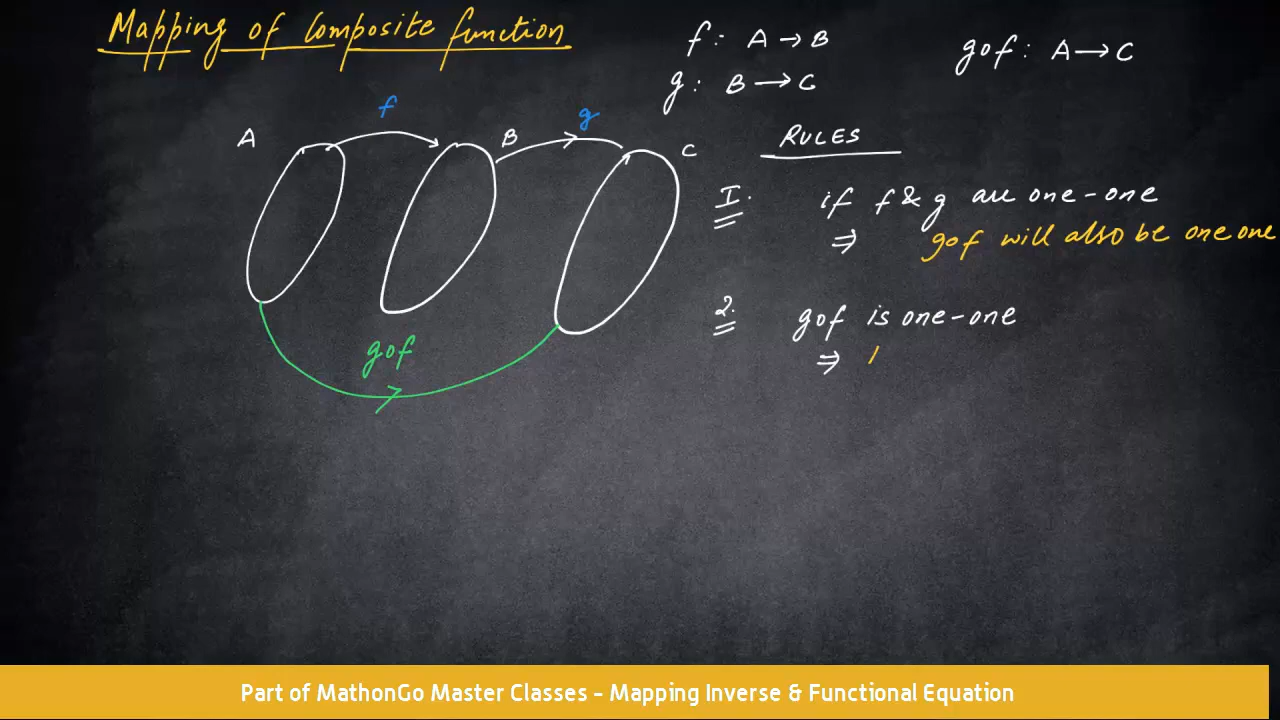 Mapping of Composite function
f: A → B
gof: A → C
g: B → C
f
g
A
B
C
RULES
I. if f & g are one-one
⇒ gof will also be one one
gof
2. gof is one-one
⇒
Part of MathonGo Master Classes - Mapping Inverse & Functional Equation